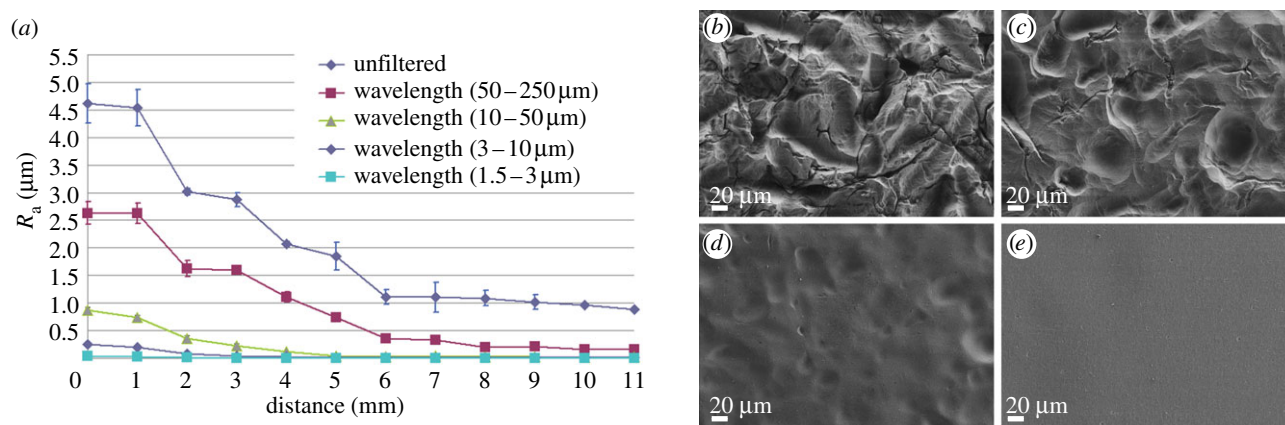 (a)
5.5
5.0
4.5
4.0
3.5
3.0
2.5
2.0
1.5
1.0
0.5
Rₐ (μm)
unfiltered
wavelength (50–250 μm)
wavelength (10–50 μm)
wavelength (3–10 μm)
wavelength (1.5–3 μm)
0 1 2 3 4 5 6 7 8 9 10 11
distance (mm)
(b)
20 μm
(c)
20 μm
(d)
20 μm
(e)
20 μm